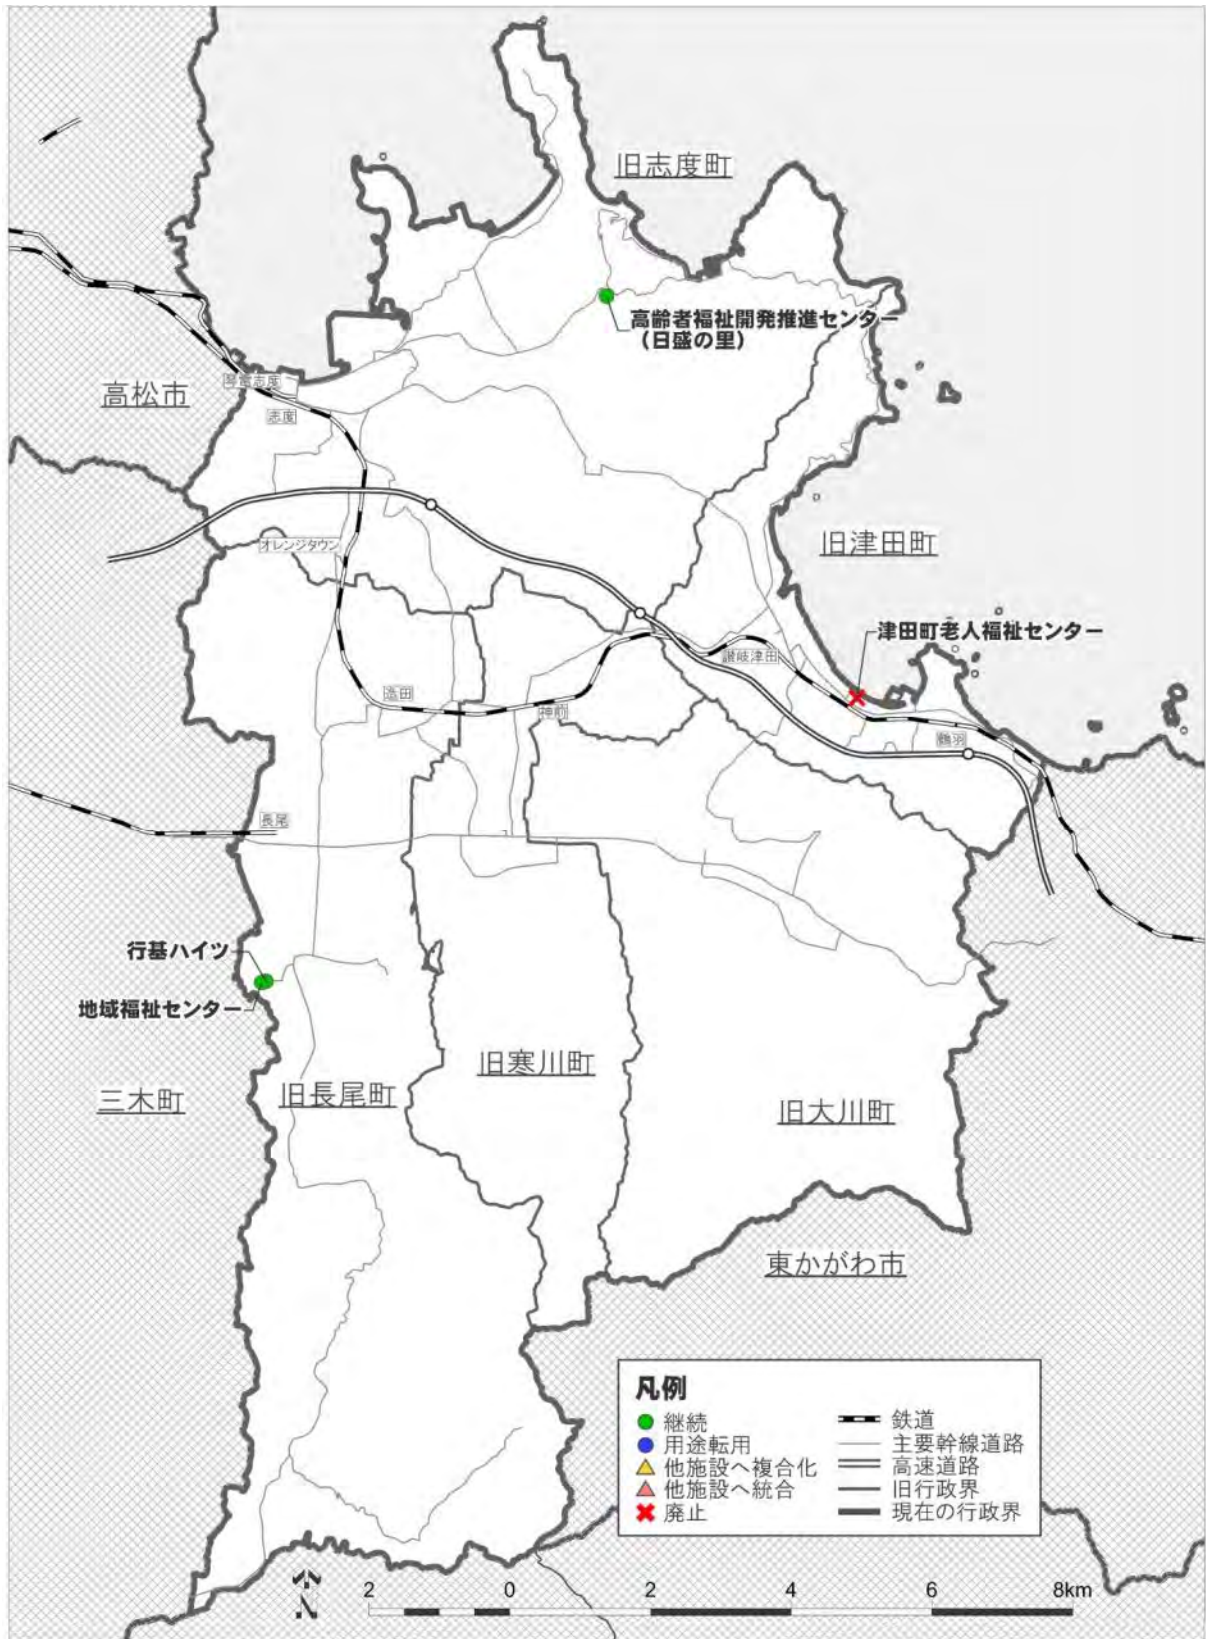 旧志度町
高齢者福祉開発推進センター
（日盛の里）
高松市
琴電志度
志度
旧津田町
オレンジタウン
津田町老人福祉センター
讃岐津田
造田
神前
鶴羽
長尾
行基ハイツ
地域福祉センター
旧寒川町
三木町
旧長尾町
旧大川町
東かがわ市
凡例
継続
用途転用
他施設へ複合化
他施設へ統合
廃止
鉄道
主要幹線道路
高速道路
旧行政界
現在の行政界
北
2 0 2 4 6 8km